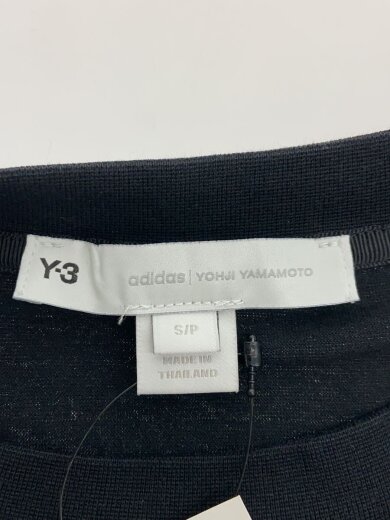 Y-3 adidas | YOHJI YAMAMOTO
S/P
MADE IN
THAILAND